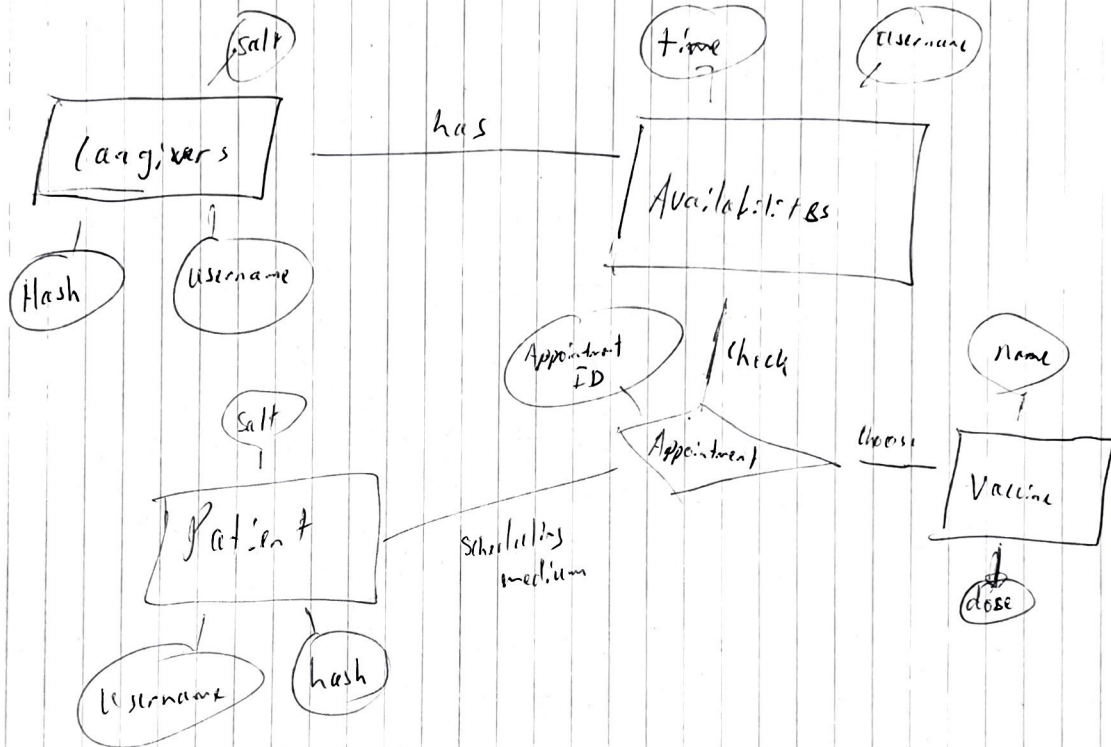 Salt
time
Username
has
Caagivers
Availabilities
Hash
Username
Appointment
ID
Check
name
Salt
Appointment
Choose
Vaccine
Patient
Scheduling
medium
dose
Username
hash